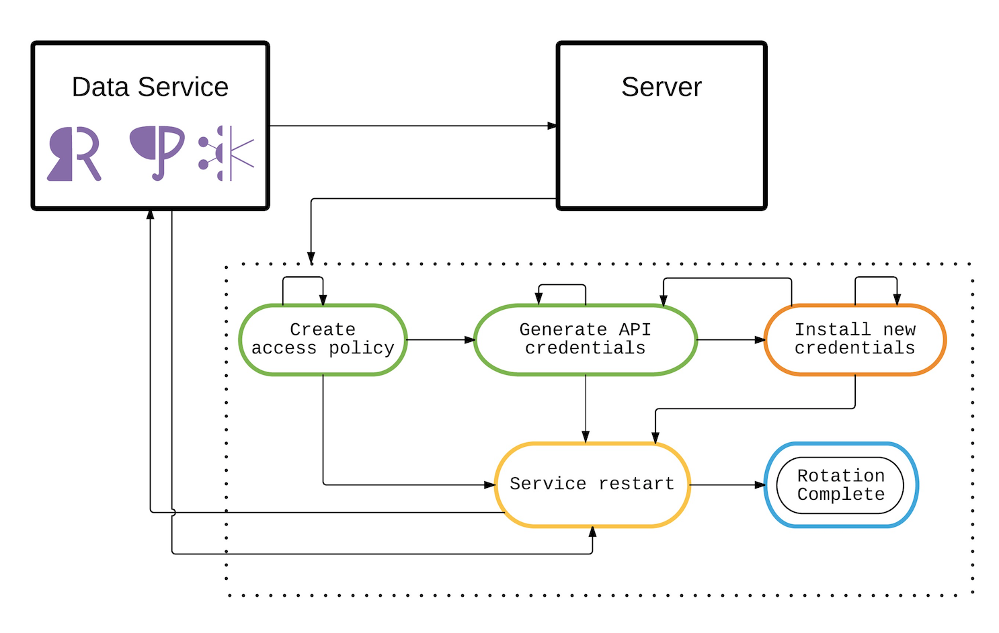 Data Service
Server
Create
access policy
Generate API
credentials
Install new
credentials
Service restart
Rotation
Complete